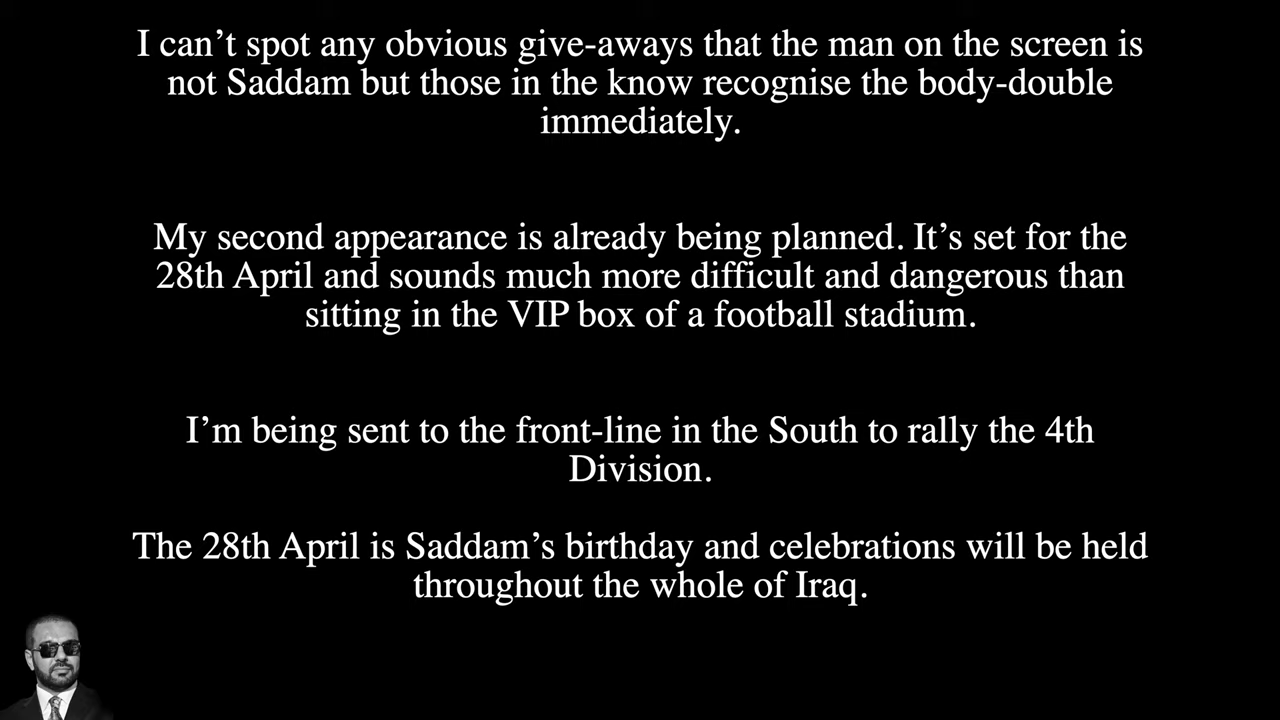 I can’t spot any obvious give-aways that the man on the screen is
not Saddam but those in the know recognise the body-double
immediately.
My second appearance is already being planned. It’s set for the
28th April and sounds much more difficult and dangerous than
sitting in the VIP box of a football stadium.
I’m being sent to the front-line in the South to rally the 4th
Division.
The 28th April is Saddam’s birthday and celebrations will be held
throughout the whole of Iraq.